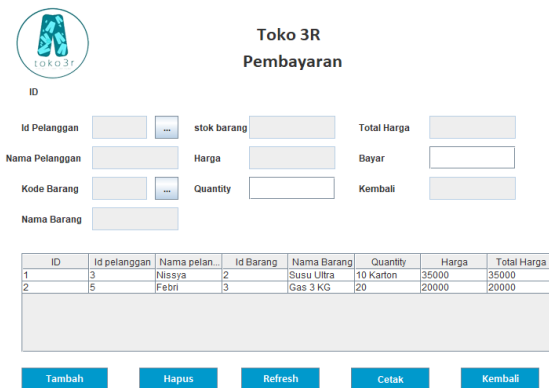 toko3r
Toko 3R
Pembayaran
ID
Id Pelanggan ... stok barang Total Harga
Nama Pelanggan Harga Bayar
Kode Barang ... Quantity Kembali
Nama Barang
ID Id pelanggan Nama pelan... Id Barang Nama Barang Quantity Harga Total Harga
1 3 Nissya 2 Susu Ultra 10 Karton 35000 35000
2 5 Febri 3 Gas 3 KG 20 20000 20000
Tambah Hapus Refresh Cetak Kembali